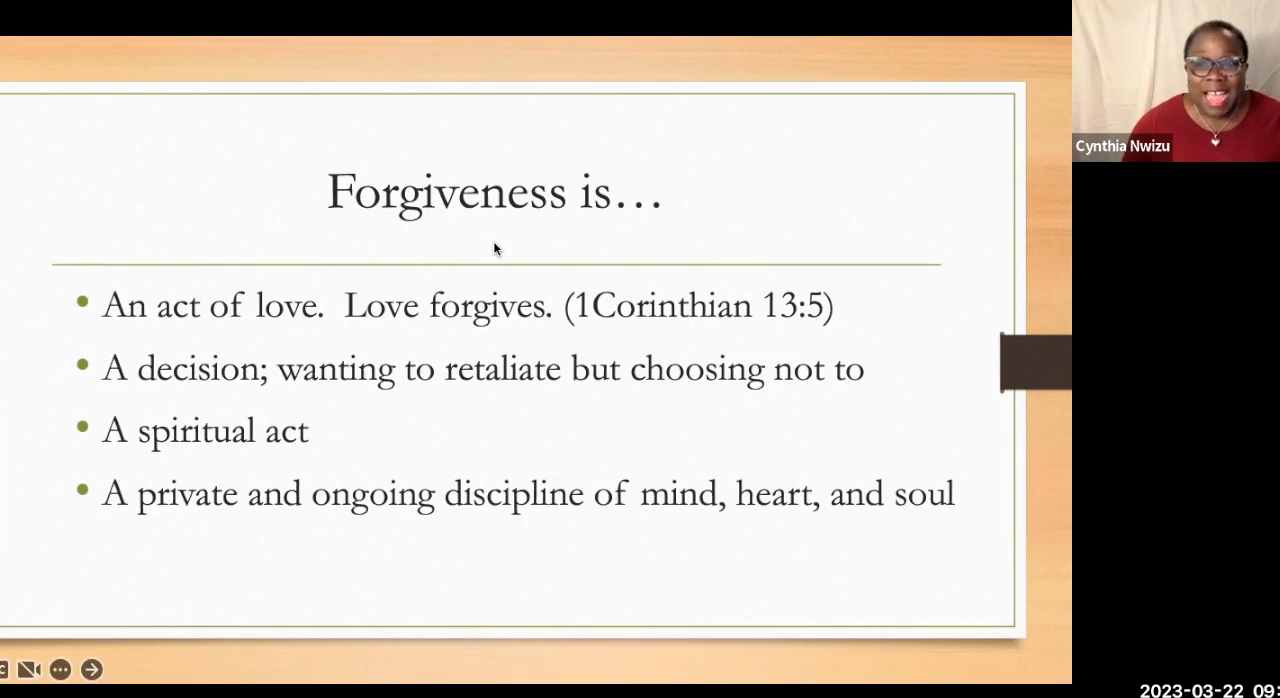 Forgiveness is…
An act of love.  Love forgives. (1Corinthian 13:5)
A decision; wanting to retaliate but choosing not to
A spiritual act
A private and ongoing discipline of mind, heart, and soul
Cynthia Nwizu
2023-03-22 09: